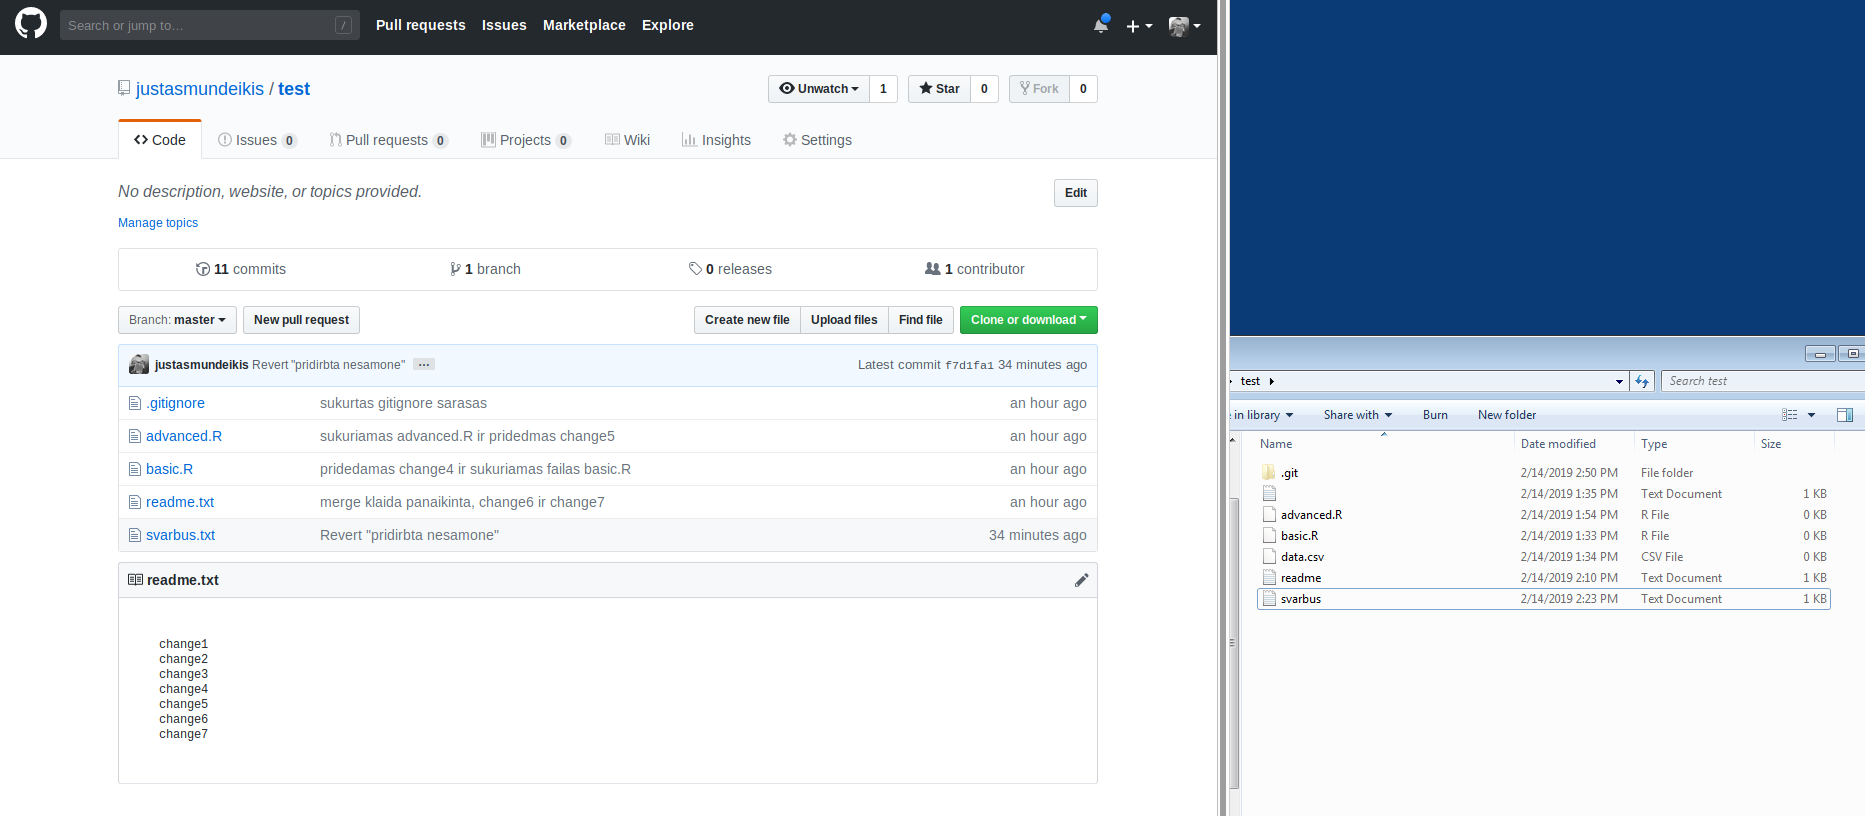 Search or jump to… /
Pull requests Issues Marketplace Explore
justasmundeikis / test
Unwatch 1 Star 0 Fork 0
Code Issues 0 Pull requests 0 Projects 0 Wiki Insights Settings
No description, website, or topics provided.
Edit
Manage topics
11 commits 1 branch 0 releases 1 contributor
Branch: master New pull request Create new file Upload files Find file Clone or download
justasmundeikis Revert "pridirbta nesamone" … Latest commit f7d1fa1 34 minutes ago
.gitignore sukurtas gitignore sarasas an hour ago
advanced.R sukuriamas advanced.R ir pridedmas change5 an hour ago
basic.R pridedamas change4 ir sukuriamas failas basic.R an hour ago
readme.txt merge klaida panaikinta, change6 ir change7 an hour ago
svarbus.txt Revert "pridirbta nesamone" 34 minutes ago
readme.txt
change1
change2
change3
change4
change5
change6
change7
test Search test
in library Share with Burn New folder
Name Date modified Type Size
.git 2/14/2019 2:50 PM File folder
2/14/2019 1:35 PM Text Document 1 KB
advanced.R 2/14/2019 1:54 PM R File 0 KB
basic.R 2/14/2019 1:33 PM R File 0 KB
data.csv 2/14/2019 1:34 PM CSV File 0 KB
readme 2/14/2019 2:10 PM Text Document 1 KB
svarbus 2/14/2019 2:23 PM Text Document 1 KB